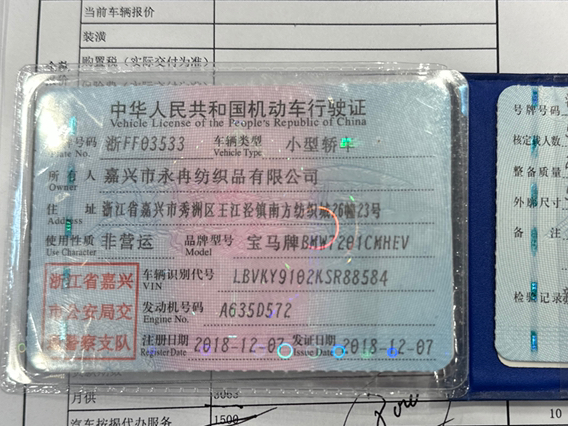 当前车辆报价
装潢
购置税（实际交付为准）
中华人民共和国机动车行驶证
Vehicle License of the People's Republic of China
号码 浙FF03533 车辆类型 小型轿车
Plate No. Vehicle Type
所有人 嘉兴市永冉纺织品有限公司
Owner
住址 浙江省嘉兴市秀洲区王江泾镇南方纺织城26幢23号
Address
使用性质 非营运 品牌型号 宝马牌BMW7201CMHEV
Use Character Model
浙江省嘉兴
市公安局交
通警察支队
车辆识别代号 LBVKY9102KSR88584
VIN
发动机号码 A635D572
Engine No.
注册日期 2018-12-07 发证日期 2018-12-07
Register Date Issue Date
号牌号码
核定载人数
整备质量
外廓尺寸
备注
检验记录
月供 3063
汽车按揭代办服务 1500
10